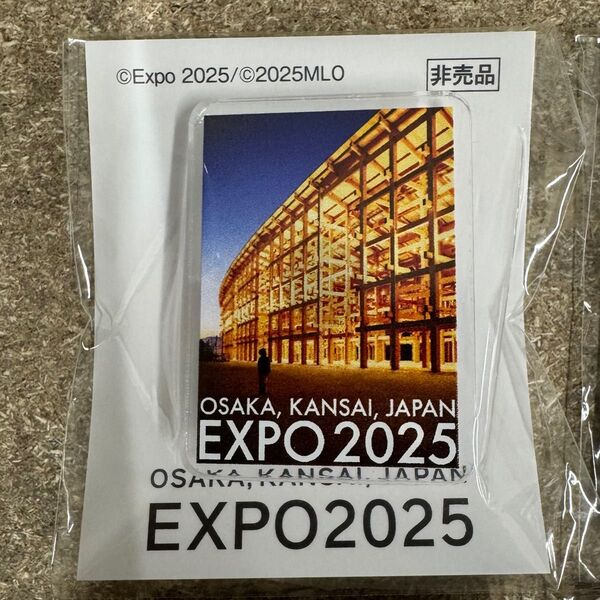 ©Expo 2025/©2025MLO
非売品
OSAKA, KANSAI, JAPAN
EXPO 2025
OSAKA, KANSAI, JAPAN
EXPO2025